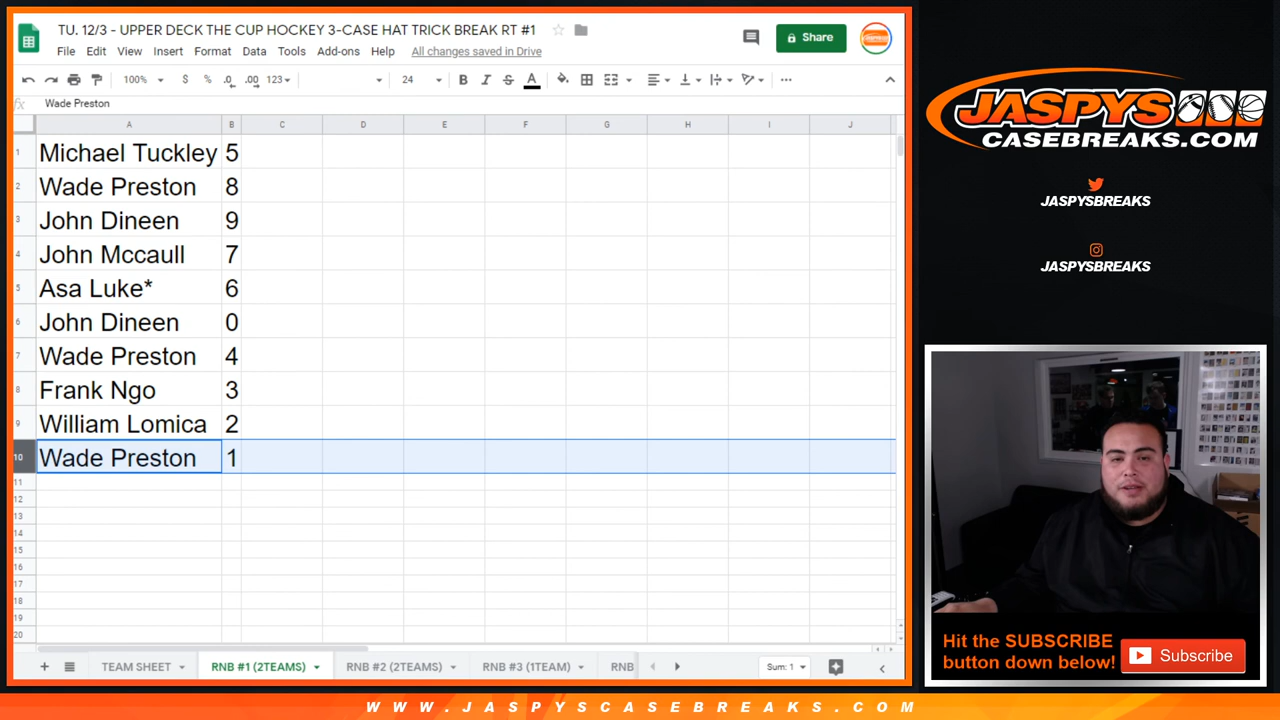 TU. 12/3 - UPPER DECK THE CUP HOCKEY 3-CASE HAT TRICK BREAK RT #1
File Edit View Insert Format Data Tools Add-ons Help All changes saved in Drive
Share
100% $ % .0 .00 123 24 B I S A
fx Wade Preston
A B C D E F G H I J
1 Michael Tuckley 5
2 Wade Preston 8
3 John Dineen 9
4 John Mccaull 7
5 Asa Luke* 6
6 John Dineen 0
7 Wade Preston 4
8 Frank Ngo 3
9 William Lomica 2
10 Wade Preston 1
11
12
13
14
15
16
17
18
19
20
TEAM SHEET RNB #1 (2TEAMS) RNB #2 (2TEAMS) RNB #3 (1TEAM) RNB
Sum: 1
JASPYS
CASEBREAKS.COM
JASPYSBREAKS
JASPYSBREAKS
Hit the SUBSCRIBE
button down below!
Subscribe
WWW.JASPYSCASEBREAKS.COM